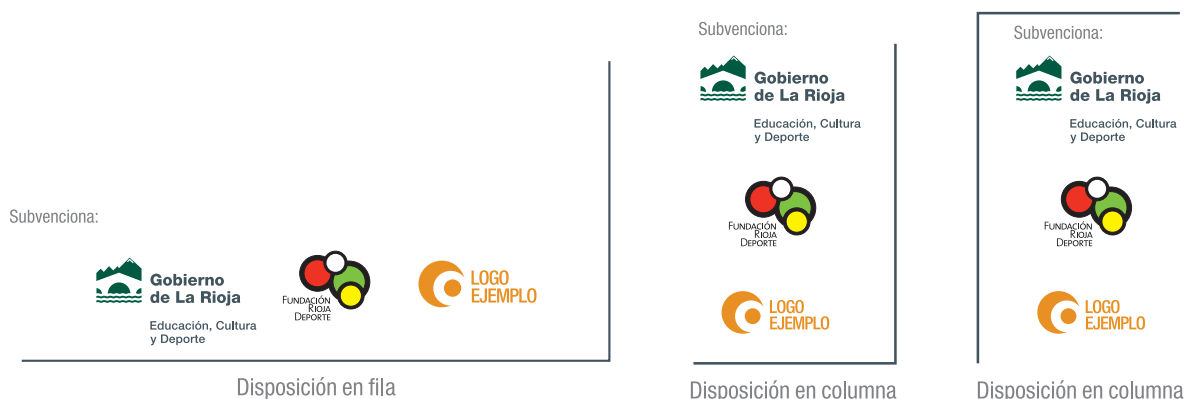 Subvenciona:
Gobierno
de La Rioja
Educación, Cultura
y Deporte
FUNDACIÓN
RIOJA
DEPORTE
LOGO
EJEMPLO
Disposición en fila
Subvenciona:
Gobierno
de La Rioja
Educación, Cultura
y Deporte
FUNDACIÓN
RIOJA
DEPORTE
LOGO
EJEMPLO
Disposición en columna
Subvenciona:
Gobierno
de La Rioja
Educación, Cultura
y Deporte
FUNDACIÓN
RIOJA
DEPORTE
LOGO
EJEMPLO
Disposición en columna